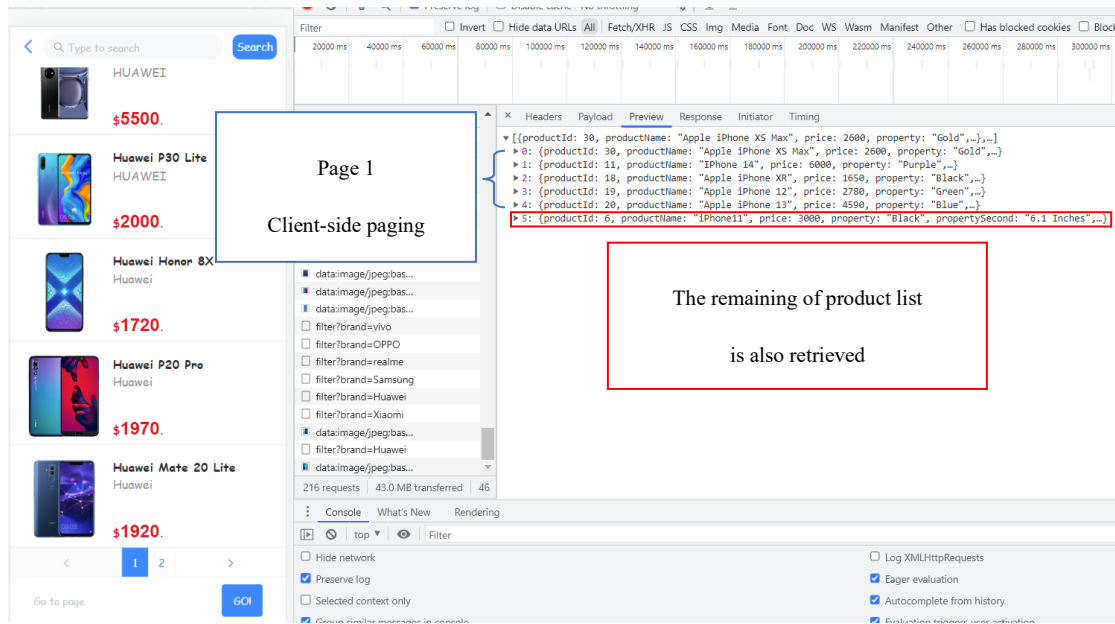 Preserve log
Disable cache
No throttling
Filter
Invert
Hide data URLs
All
Fetch/XHR JS CSS Img Media Font Doc WS Wasm Manifest Other
Has blocked cookies
Block
20000 ms 40000 ms 60000 ms 80000 ms 100000 ms 120000 ms 140000 ms 160000 ms 180000 ms 200000 ms 220000 ms 240000 ms 260000 ms 280000 ms 300000 ms
Type to search
Search
HUAWEI
$5500.
Huawei P30 Lite
HUAWEI
$2000.
Huawei Honor 8X
Huawei
$1720.
Huawei P20 Pro
Huawei
$1970.
Huawei Mate 20 Lite
Huawei
$1920.
< 1 2 >
Go to page
GO!
Page 1
Client-side paging
× Headers Payload Preview Response Initiator Timing
▼[{productId: 30, productName: "Apple iPhone XS Max", price: 2600, property: "Gold",…},…]
▶0: {productId: 30, productName: "Apple iPhone XS Max", price: 2600, property: "Gold",…}
▶1: {productId: 11, productName: "IPhone 14", price: 6000, property: "Purple",…}
▶2: {productId: 18, productName: "Apple iPhone XR", price: 1650, property: "Black",…}
▶3: {productId: 19, productName: "Apple iPhone 12", price: 2780, property: "Green",…}
▶4: {productId: 20, productName: "Apple iPhone 13", price: 4590, property: "Blue",…}
▶5: {productId: 6, productName: "iPhone11", price: 3000, property: "Black", propertySecond: "6.1 Inches",…}
The remaining of product list
is also retrieved
data:image/jpeg;bas...
data:image/jpeg;bas...
data:image/jpeg;bas...
filter?brand=vivo
filter?brand=OPPO
filter?brand=realme
filter?brand=Samsung
filter?brand=Huawei
filter?brand=Xiaomi
data:image/jpeg;bas...
filter?brand=Huawei
data:image/jpeg;bas...
216 requests 43.0 MB transferred 46
Console What's New Rendering
top ▼ Filter
Hide network
Preserve log
Selected context only
Group similar messages in console
Log XMLHttpRequests
Eager evaluation
Autocomplete from history
Evaluation triggers user activation